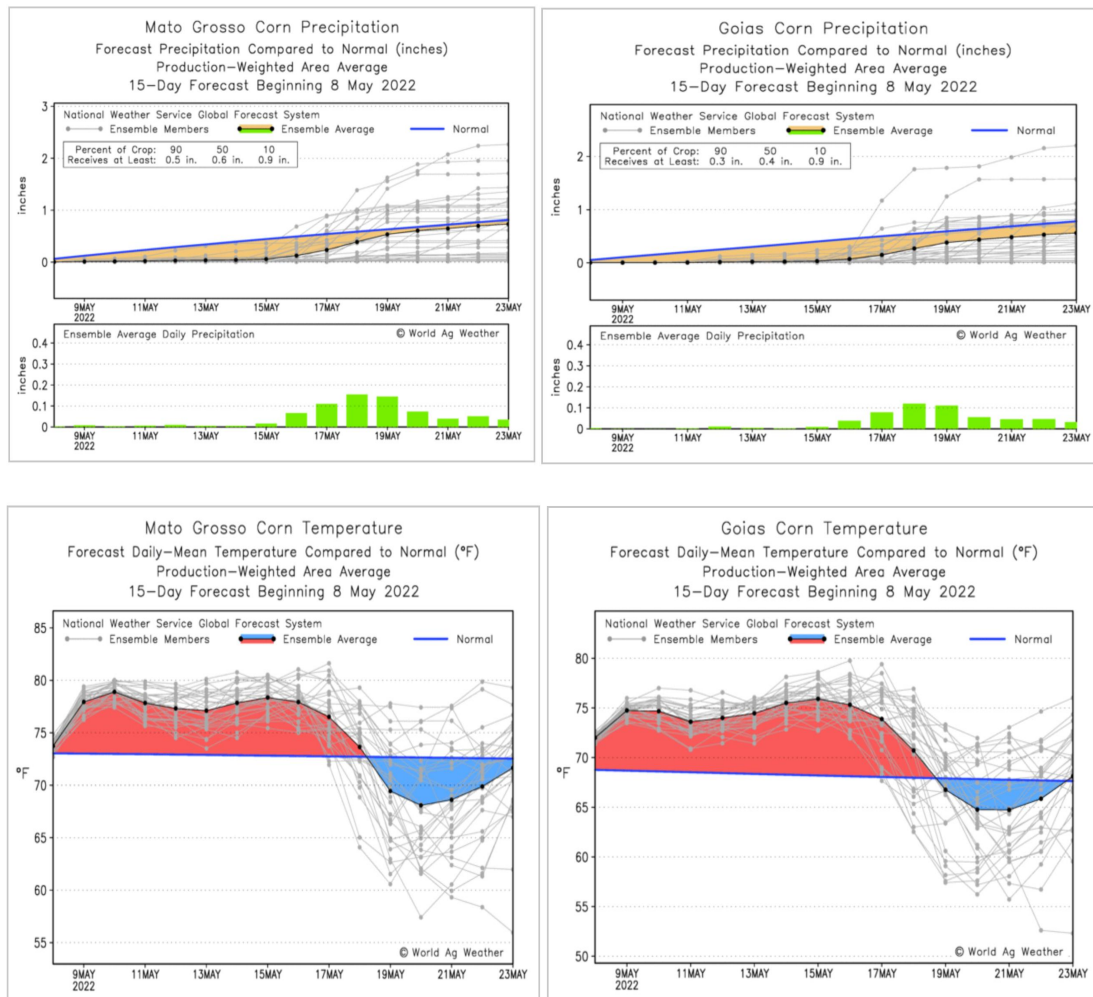 Mato Grosso Corn Precipitation
Forecast Precipitation Compared to Normal (inches)
Production-Weighted Area Average
15-Day Forecast Beginning 8 May 2022
National Weather Service Global Forecast System
Ensemble Members Ensemble Average Normal
Percent of Crop: 90 50 10
Receives at Least: 0.5 in. 0.6 in. 0.9 in.
3
2
1
0
inches
9MAY 11MAY 13MAY 15MAY 17MAY 19MAY 21MAY 23MAY
2022
Ensemble Average Daily Precipitation © World Ag Weather
0.4
0.3
0.2
0.1
0
inches
9MAY 11MAY 13MAY 15MAY 17MAY 19MAY 21MAY 23MAY
2022
Goias Corn Precipitation
Forecast Precipitation Compared to Normal (inches)
Production-Weighted Area Average
15-Day Forecast Beginning 8 May 2022
National Weather Service Global Forecast System
Ensemble Members Ensemble Average Normal
Percent of Crop: 90 50 10
Receives at Least: 0.3 in. 0.4 in. 0.9 in.
2
1
0
inches
9MAY 11MAY 13MAY 15MAY 17MAY 19MAY 21MAY 23MAY
2022
Ensemble Average Daily Precipitation © World Ag Weather
0.4
0.3
0.2
0.1
0
inches
9MAY 11MAY 13MAY 15MAY 17MAY 19MAY 21MAY 23MAY
2022
Mato Grosso Corn Temperature
Forecast Daily-Mean Temperature Compared to Normal (°F)
Production-Weighted Area Average
15-Day Forecast Beginning 8 May 2022
National Weather Service Global Forecast System
Ensemble Members Ensemble Average Normal
85
80
75
70
65
60
55
°F
© World Ag Weather
9MAY 11MAY 13MAY 15MAY 17MAY 19MAY 21MAY 23MAY
2022
Goias Corn Temperature
Forecast Daily-Mean Temperature Compared to Normal (°F)
Production-Weighted Area Average
15-Day Forecast Beginning 8 May 2022
National Weather Service Global Forecast System
Ensemble Members Ensemble Average Normal
80
75
70
65
60
55
50
°F
© World Ag Weather
9MAY 11MAY 13MAY 15MAY 17MAY 19MAY 21MAY 23MAY
2022